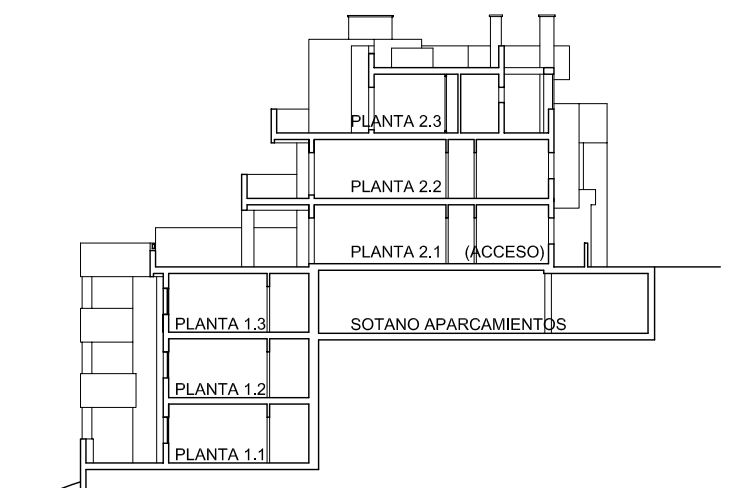 PLANTA 2.3
PLANTA 2.2
PLANTA 2.1 (ACCESO)
PLANTA 1.3 SOTANO APARCAMIENTOS
PLANTA 1.2
PLANTA 1.1